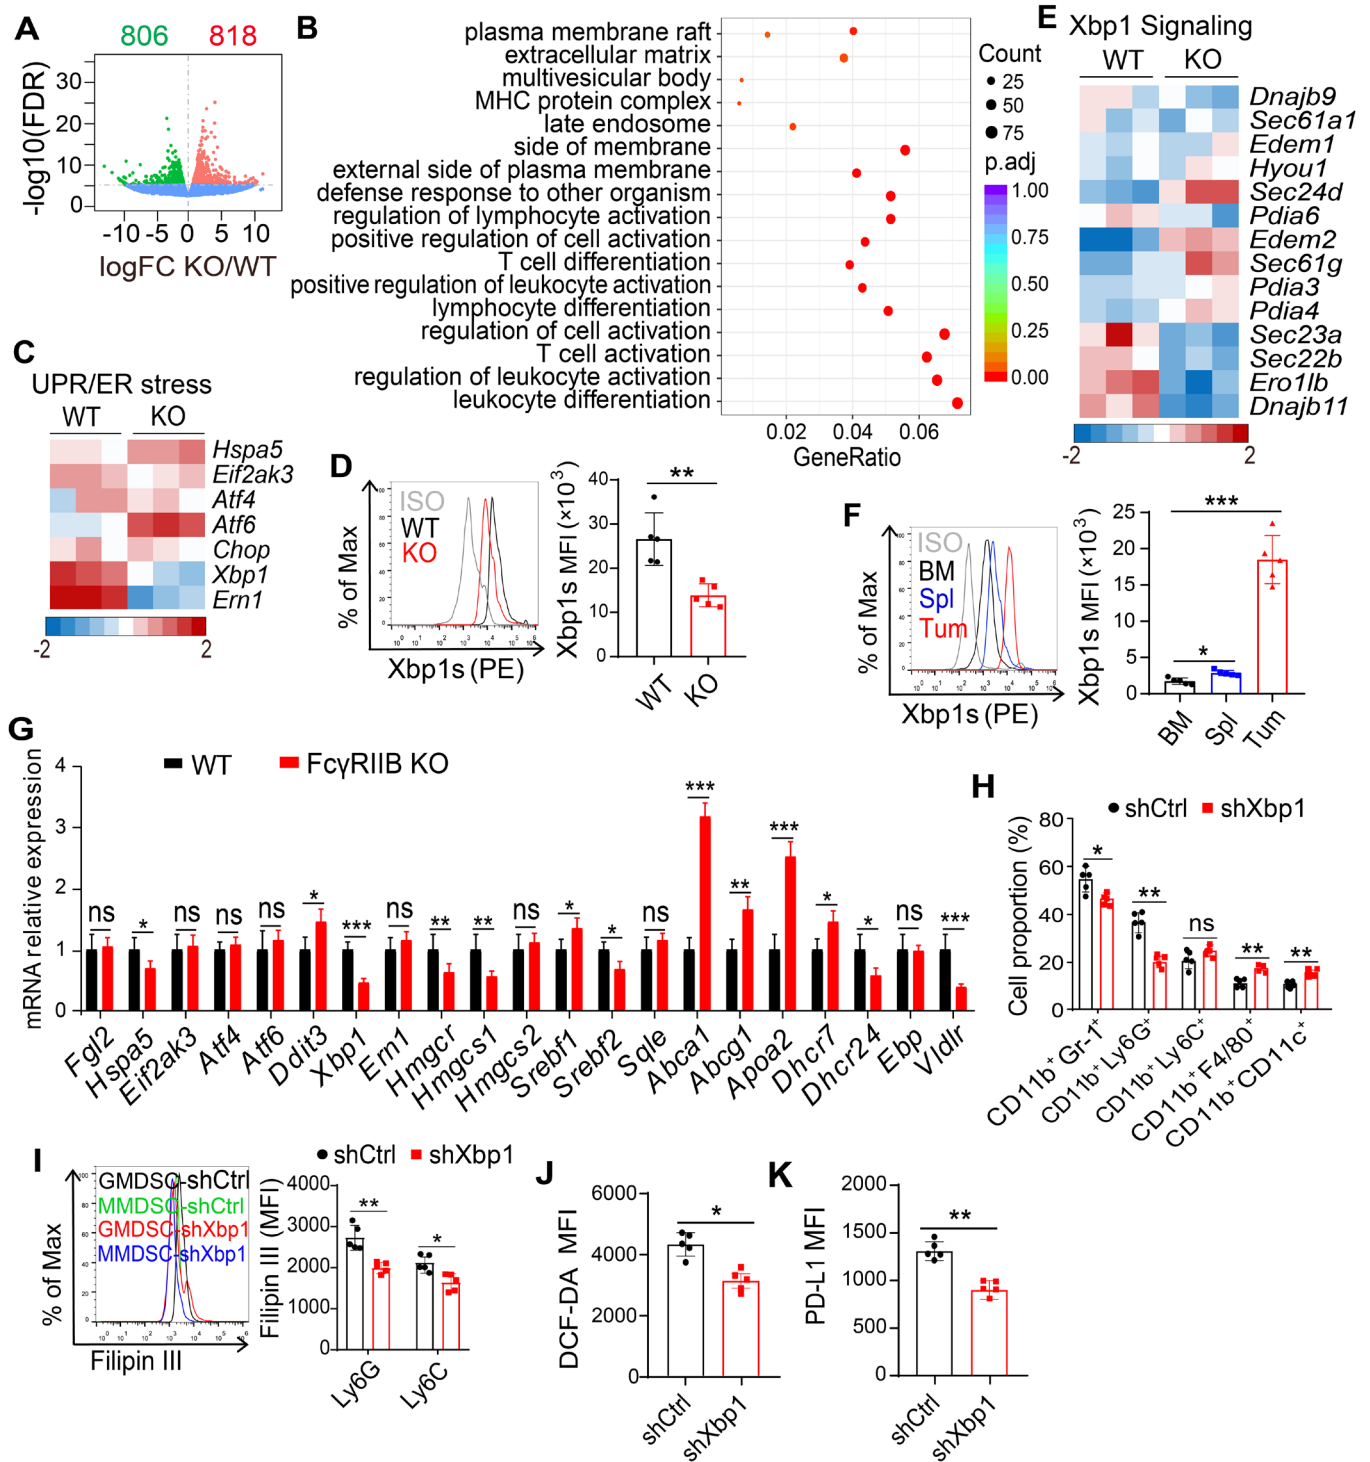 A
806 818
-log10(FDR)
30
20
10
0
-10 -5 0 5 10
logFC KO/WT
B
plasma membrane raft
extracellular matrix
multivesicular body
MHC protein complex
late endosome
side of membrane
external side of plasma membrane
defense response to other organism
regulation of lymphocyte activation
positive regulation of cell activation
T cell differentiation
positive regulation of leukocyte activation
lymphocyte differentiation
regulation of cell activation
T cell activation
regulation of leukocyte activation
leukocyte differentiation
0.02 0.04 0.06
GeneRatio
Count
25
50
75
p.adj
1.00
0.75
0.50
0.25
0.00
C
UPR/ER stress
WT KO
Hspa5
Eif2ak3
Atf4
Atf6
Chop
Xbp1
Ern1
-2 2
D
% of Max
ISO
WT
KO
Xbp1s (PE)
Xbp1s MFI (×10³)
40
30
20
10
0
**
WT KO
E
Xbp1 Signaling
WT KO
Dnajb9
Sec61a1
Edem1
Hyou1
Sec24d
Pdia6
Edem2
Sec61g
Pdia3
Pdia4
Sec23a
Sec22b
Ero1lb
Dnajb11
-2 2
F
% of Max
ISO
BM
Spl
Tum
Xbp1s (PE)
Xbp1s MFI (×10³)
25
20
15
10
5
0
***
*
BM Spl Tum
G
WT FcγRIIB KO
mRNA relative expression
4
3
2
1
0
ns * ns ns ns * *** ns ** ** ns * * ns *** ** *** * * ns ***
Fgl2 Hspa5 Eif2ak3 Atf4 Atf6 Ddit3 Xbp1 Ern1 Hmgcr Hmgcs1 Hmgcs2 Srebf1 Srebf2 Sqle Abca1 Abcg1 Apoa2 Dhcr7 Dhcr24 Ebp Vldlr
H
shCtrl shXbp1
Cell proportion (%)
80
60
40
20
0
* ** ns ** **
CD11b⁺Gr-1⁺ CD11b⁺Ly6G⁺ CD11b⁺Ly6C⁺ CD11b⁺F4/80⁺ CD11b⁺CD11c⁺
I
% of Max
GMDSC-shCtrl
MMDSC-shCtrl
GMDSC-shXbp1
MMDSC-shXbp1
Filipin III
shCtrl shXbp1
Filipin III (MFI)
4000
3000
2000
1000
0
** *
Ly6G Ly6C
J
DCF-DA MFI
6000
4000
2000
0
*
shCtrl shXbp1
K
PD-L1 MFI
2000
1500
1000
500
0
**
shCtrl shXbp1